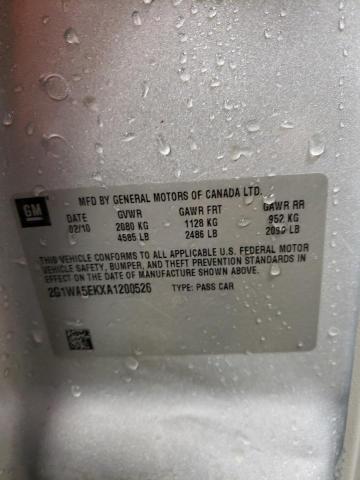 GM
MFD BY GENERAL MOTORS OF CANADA LTD.
DATE GVWR GAWR FRT GAWR RR
02/10 2080 KG 1128 KG 952 KG
4585 LB 2486 LB 2099 LB
THIS VEHICLE CONFORMS TO ALL APPLICABLE U.S. FEDERAL MOTOR
VEHICLE SAFETY, BUMPER, AND THEFT PREVENTION STANDARDS IN
EFFECT ON THE DATE OF MANUFACTURE SHOWN ABOVE.
2G1WA5EKXA1200526 TYPE: PASS CAR